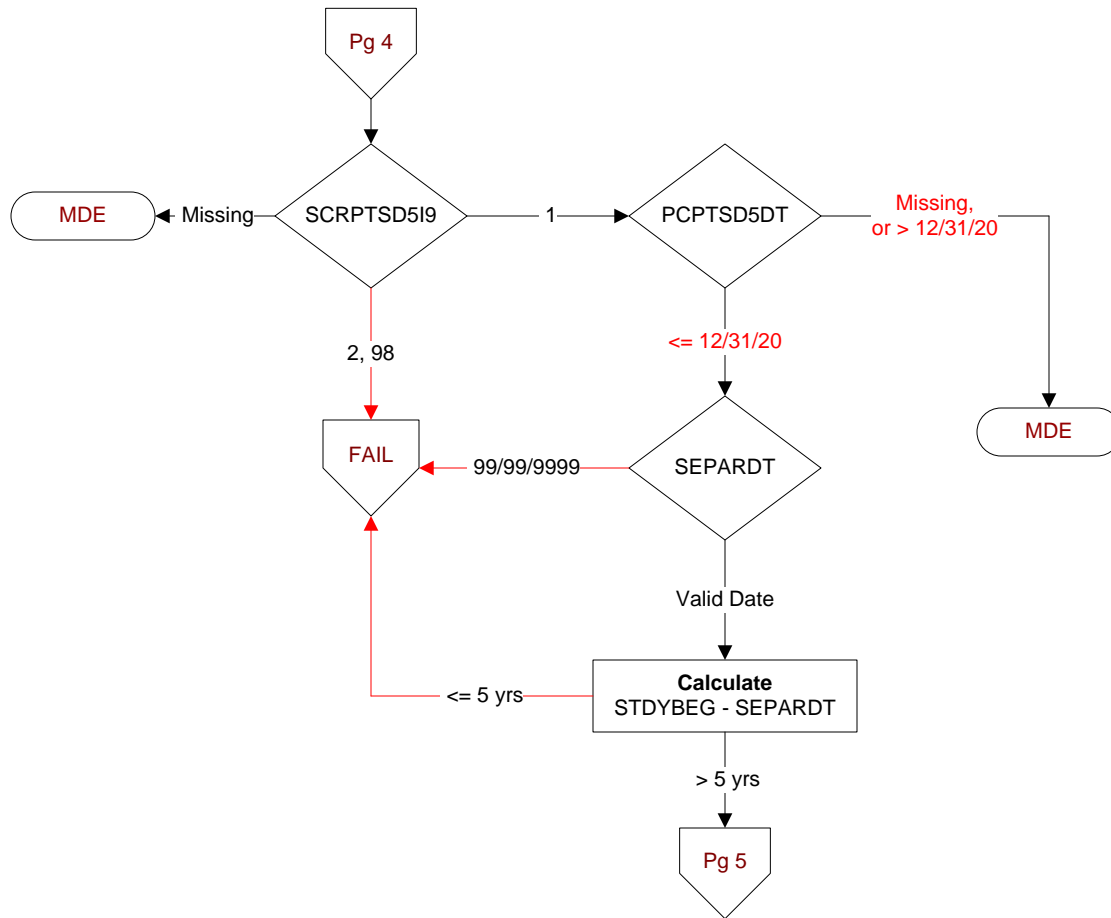 Pg 4
MDE
Missing
SCRPTSD5I9
1
PCPTSD5DT
Missing,
or > 12/31/20
2, 98
<= 12/31/20
MDE
FAIL
99/99/9999
SEPARDT
Valid Date
Calculate
STDYBEG - SEPARDT
<= 5 yrs
> 5 yrs
Pg 5